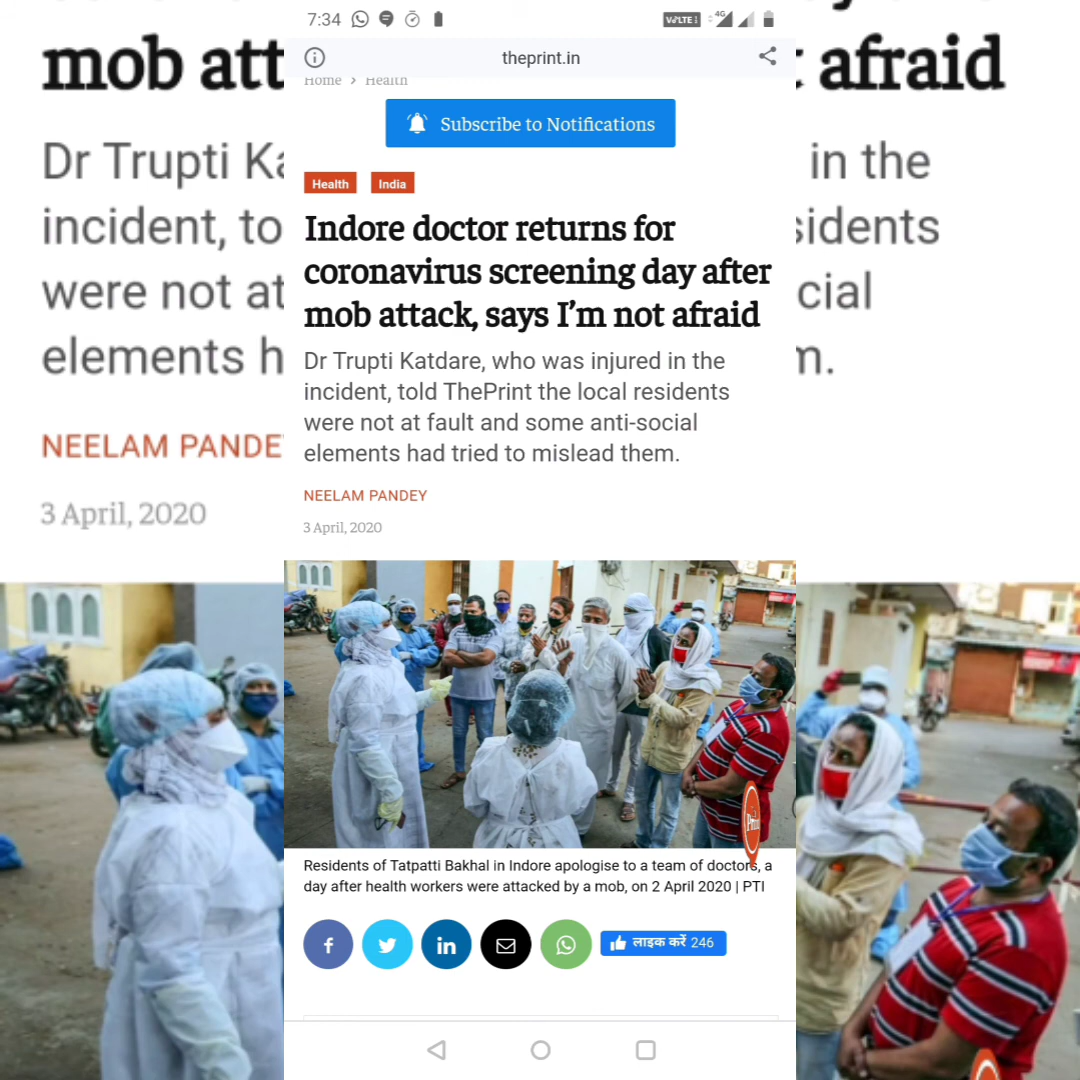 mob att
t afraid
Dr Trupti Ka
in the
incident, to
sidents
were not at
cial
elements h
m.
NEELAM PANDE
3 April, 2020
7:34
VoLTE
4G
theprint.in
Home > Health
Subscribe to Notifications
Health India
Indore doctor returns for
coronavirus screening day after
mob attack, says I'm not afraid
Dr Trupti Katdare, who was injured in the
incident, told ThePrint the local residents
were not at fault and some anti-social
elements had tried to mislead them.
NEELAM PANDEY
3 April, 2020
Print
Residents of Tatpatti Bakhal in Indore apologise to a team of doctors, a
day after health workers were attacked by a mob, on 2 April 2020 | PTI
लाइक करें 246